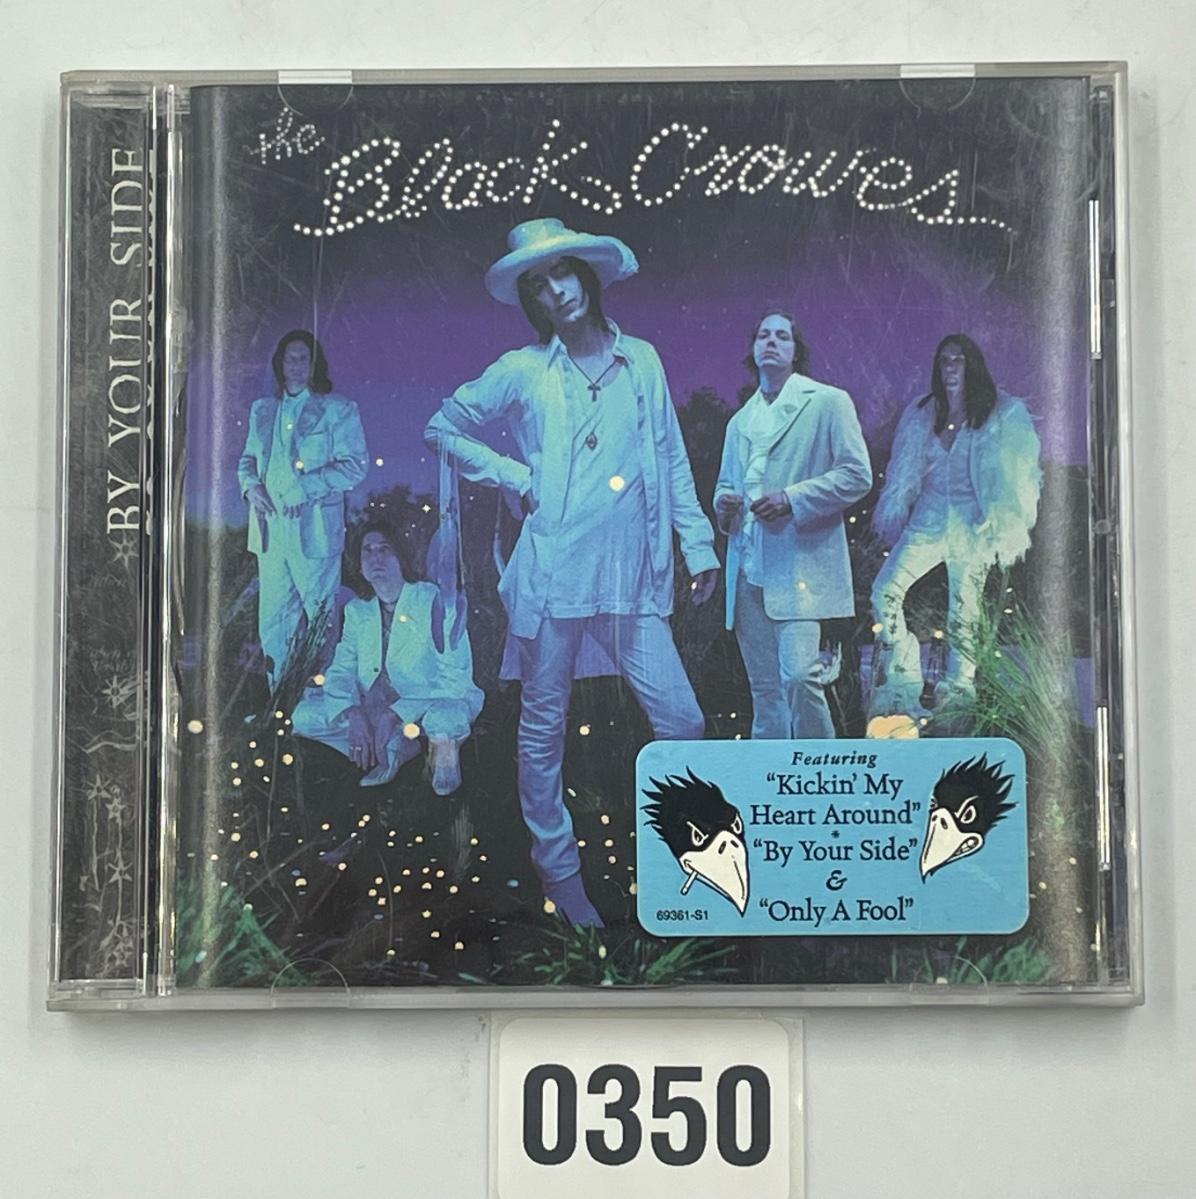 the
Black Crowes
BY YOUR SIDE
Featuring
“Kickin’ My
Heart Around”
*
“By Your Side”
&
“Only A Fool”
69361-S1
0350